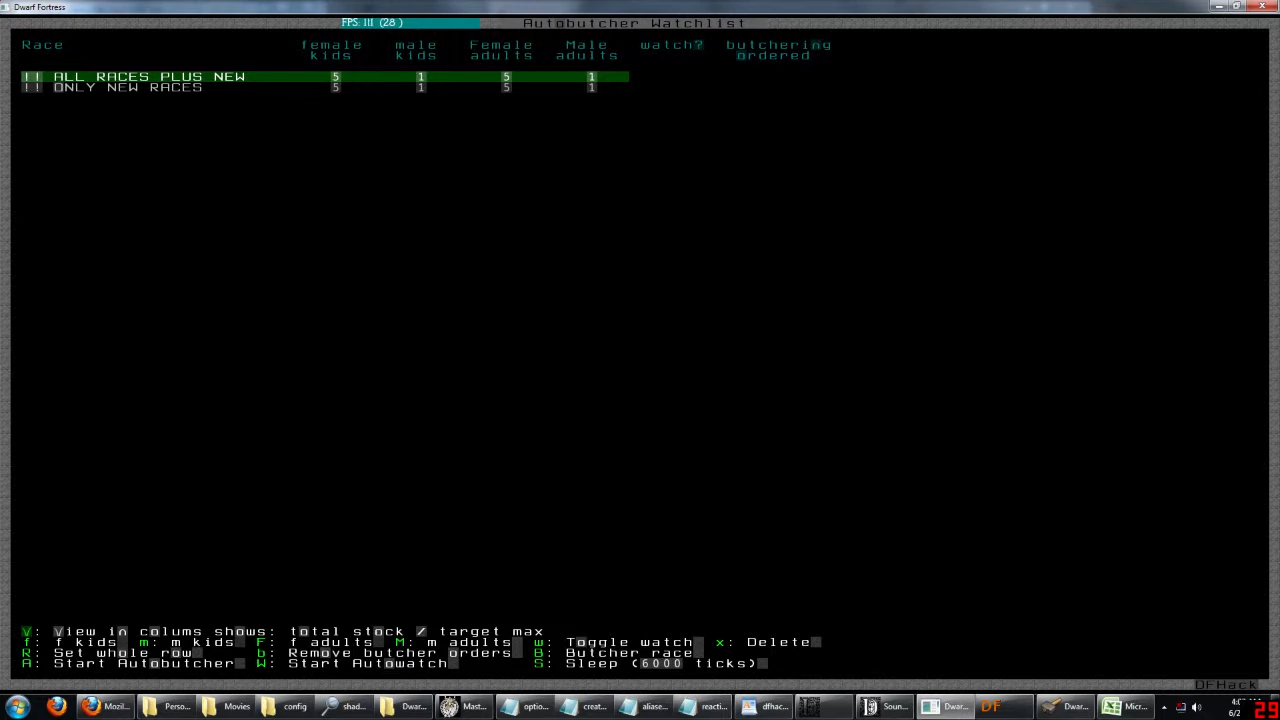 Dwarf Fortress
FPS: III (28 )
Autobutcher Watchlist
Race female kids male kids Female adults Male adults watch? butchering ordered
!! ALL RACES PLUS NEW 5 1 5 1
!! ONLY NEW RACES 5 1 5 1
V: View in colums shows: total stock / target max
f: f kids m: m kids F: f adults M: m adults w: Toggle watch x: Delete
R: Set whole row b: Remove butcher orders B: Butcher race
A: Start Autobutcher W: Start Autowatch S: Sleep (6000 ticks)
DFHack
Mozil... Perso... Movies config shad... Dwar... Mast... optio... creat... aliase... reacti... dfhac... Soun... Dwar... DF Dwar... Micr...
29